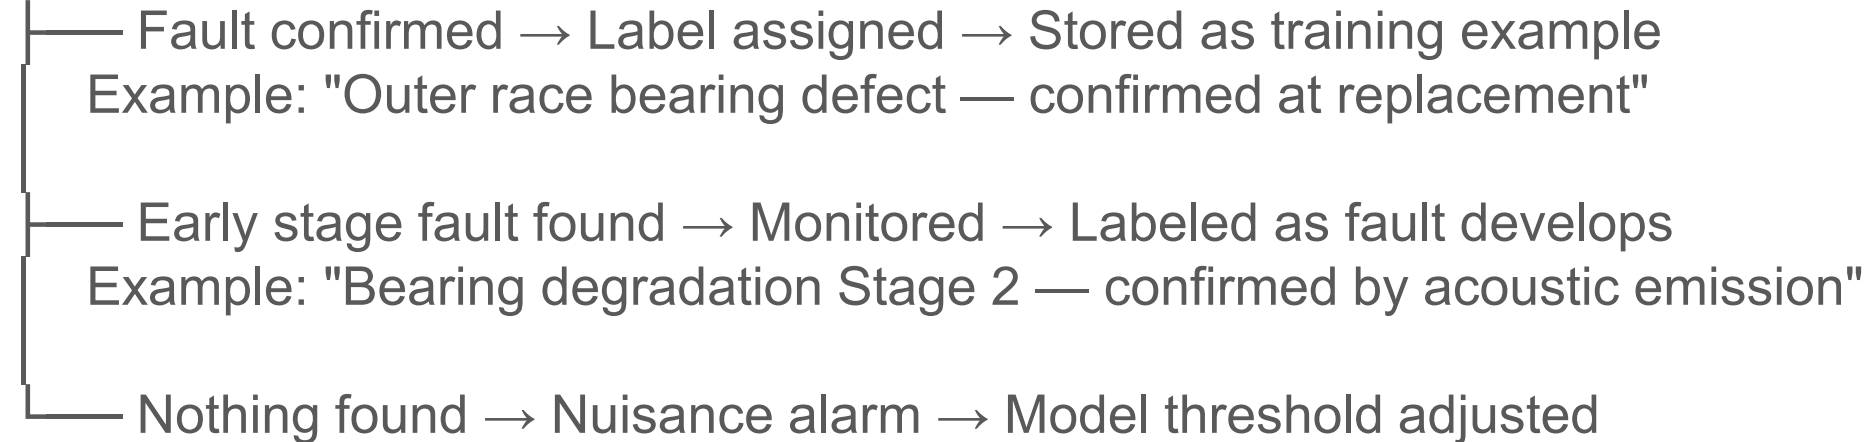 ├── Fault confirmed → Label assigned → Stored as training example
Example: "Outer race bearing defect — confirmed at replacement"
├── Early stage fault found → Monitored → Labeled as fault develops
Example: "Bearing degradation Stage 2 — confirmed by acoustic emission"
└── Nothing found → Nuisance alarm → Model threshold adjusted